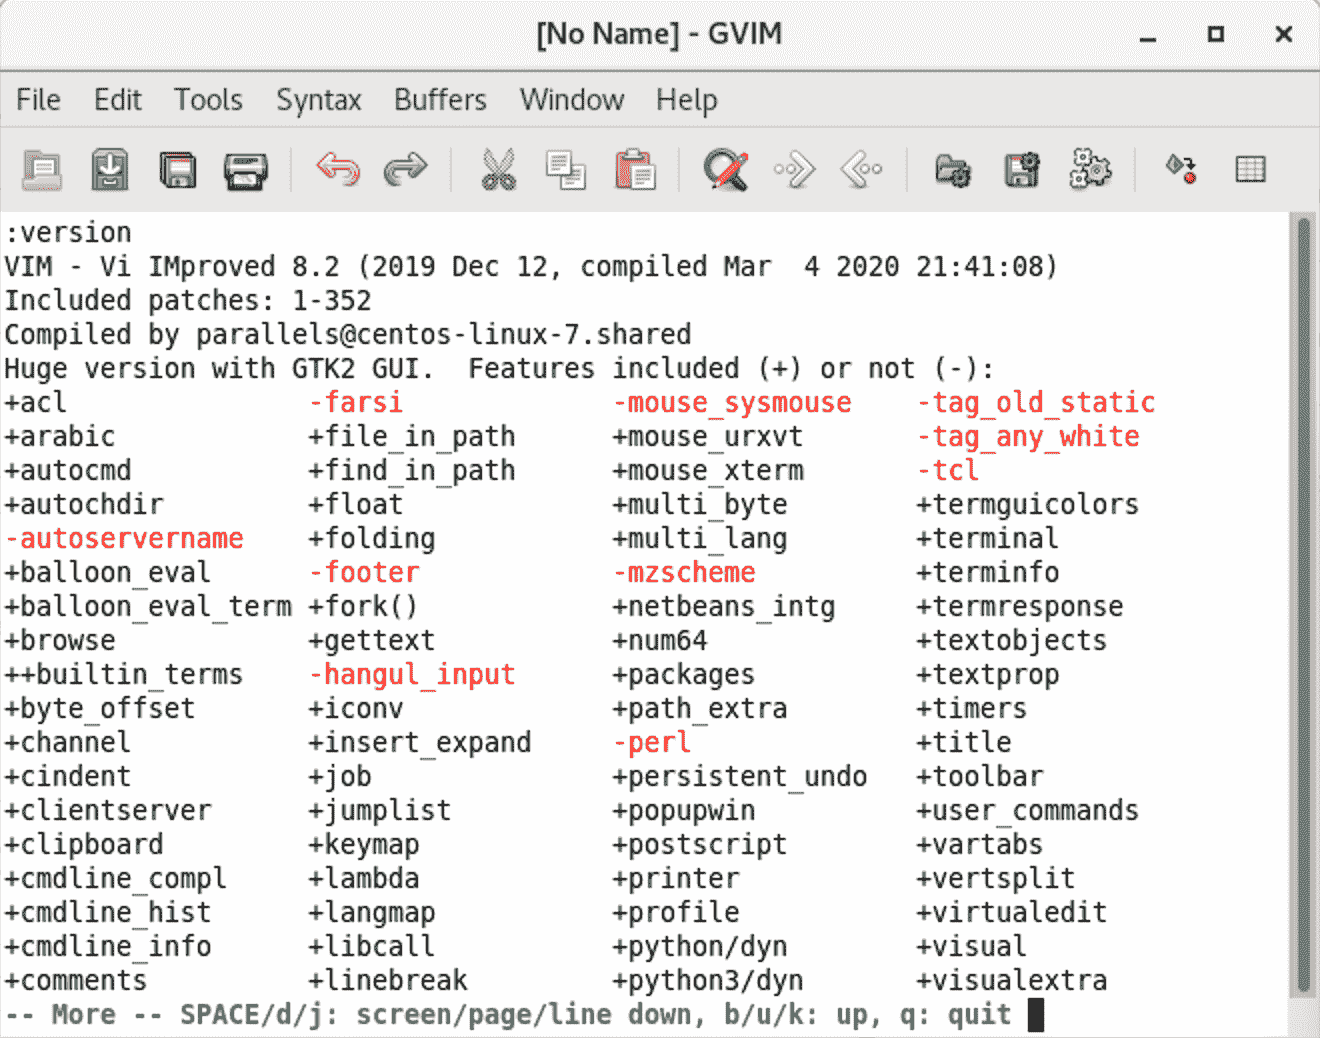 [No Name] - GVIM
File Edit Tools Syntax Buffers Window Help
:version
VIM - Vi IMproved 8.2 (2019 Dec 12, compiled Mar  4 2020 21:41:08)
Included patches: 1-352
Compiled by parallels@centos-linux-7.shared
Huge version with GTK2 GUI.  Features included (+) or not (-):
+acl               -farsi             -mouse_sysmouse    -tag_old_static
+arabic            +file_in_path      +mouse_urxvt       -tag_any_white
+autocmd           +find_in_path      +mouse_xterm       -tcl
+autochdir         +float             +multi_byte        +termguicolors
-autoservername    +folding           +multi_lang        +terminal
+balloon_eval      -footer            -mzscheme          +terminfo
+balloon_eval_term +fork()            +netbeans_intg     +termresponse
+browse            +gettext           +num64             +textobjects
++builtin_terms    -hangul_input      +packages          +textprop
+byte_offset       +iconv             +path_extra        +timers
+channel           +insert_expand     -perl              +title
+cindent           +job               +persistent_undo   +toolbar
+clientserver      +jumplist          +popupwin          +user_commands
+clipboard         +keymap            +postscript        +vartabs
+cmdline_compl     +lambda            +printer           +vertsplit
+cmdline_hist      +langmap           +profile           +virtualedit
+cmdline_info      +libcall           +python/dyn        +visual
+comments          +linebreak         +python3/dyn       +visualextra
-- More -- SPACE/d/j: screen/page/line down, b/u/k: up, q: quit